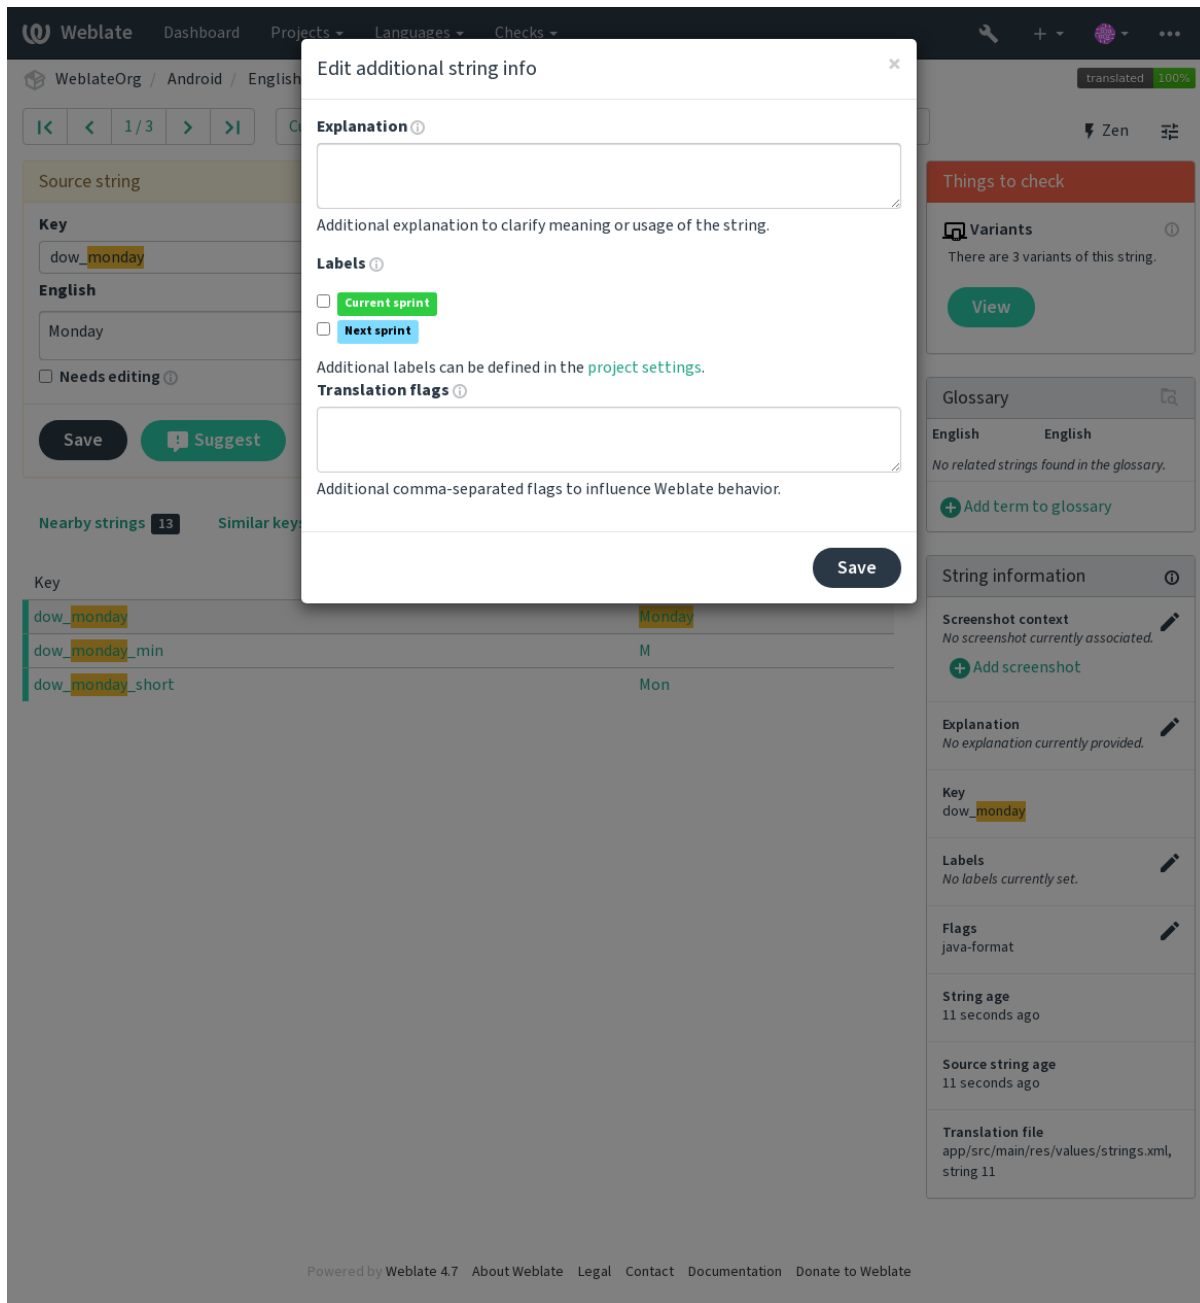 Weblate Dashboard Projects Languages Checks
WeblateOrg / Android / English
translated 100%
1 / 3
Zen
Edit additional string info
×
Explanation
Additional explanation to clarify meaning or usage of the string.
Labels
Current sprint
Next sprint
Additional labels can be defined in the project settings.
Translation flags
Additional comma-separated flags to influence Weblate behavior.
Save
Source string
Key
dow_monday
English
Monday
Needs editing
Save Suggest
Nearby strings 13 Similar keys
Key
dow_monday Monday
dow_monday_min M
dow_monday_short Mon
Things to check
Variants
There are 3 variants of this string.
View
Glossary
English English
No related strings found in the glossary.
Add term to glossary
String information
Screenshot context
No screenshot currently associated.
Add screenshot
Explanation
No explanation currently provided.
Key
dow_monday
Labels
No labels currently set.
Flags
java-format
String age
11 seconds ago
Source string age
11 seconds ago
Translation file
app/src/main/res/values/strings.xml,
string 11
Powered by Weblate 4.7 About Weblate Legal Contact Documentation Donate to Weblate